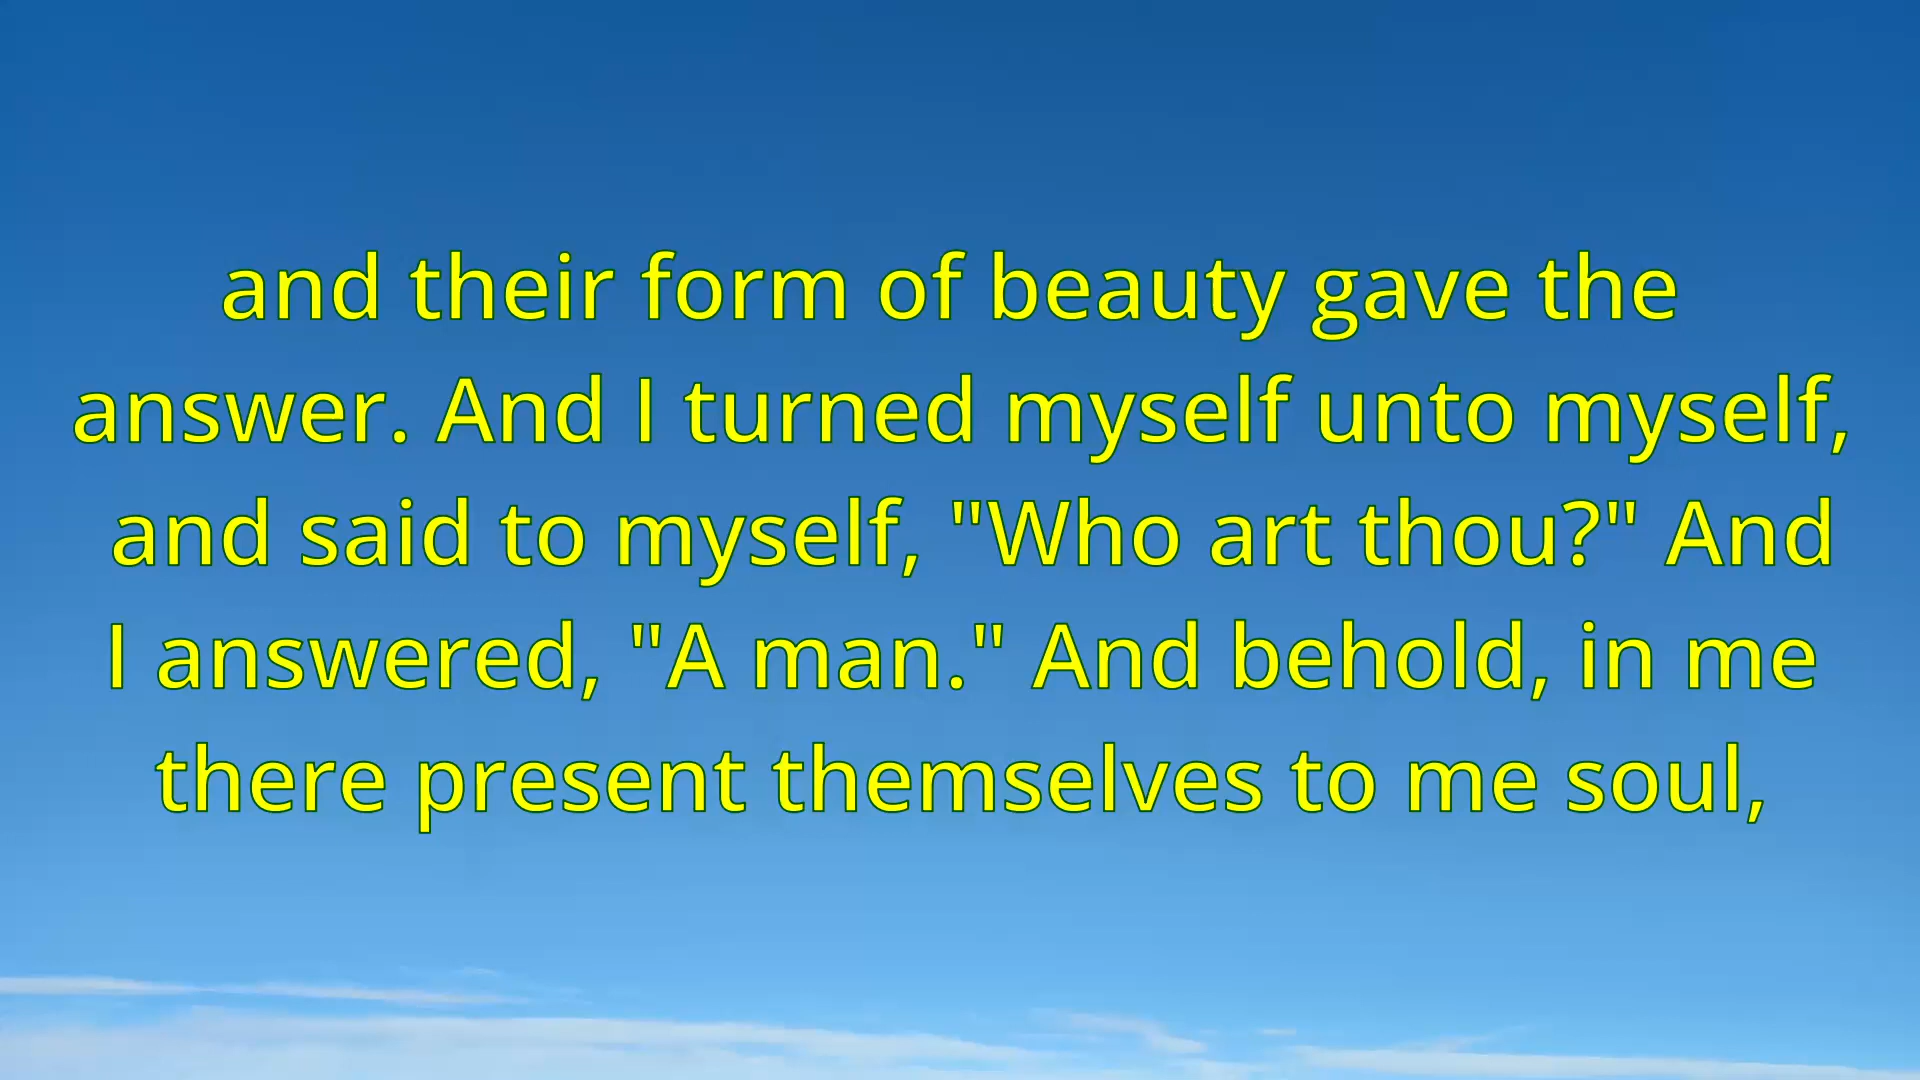 and their form of beauty gave the
answer. And I turned myself unto myself,
and said to myself, "Who art thou?" And
I answered, "A man." And behold, in me
there present themselves to me soul,